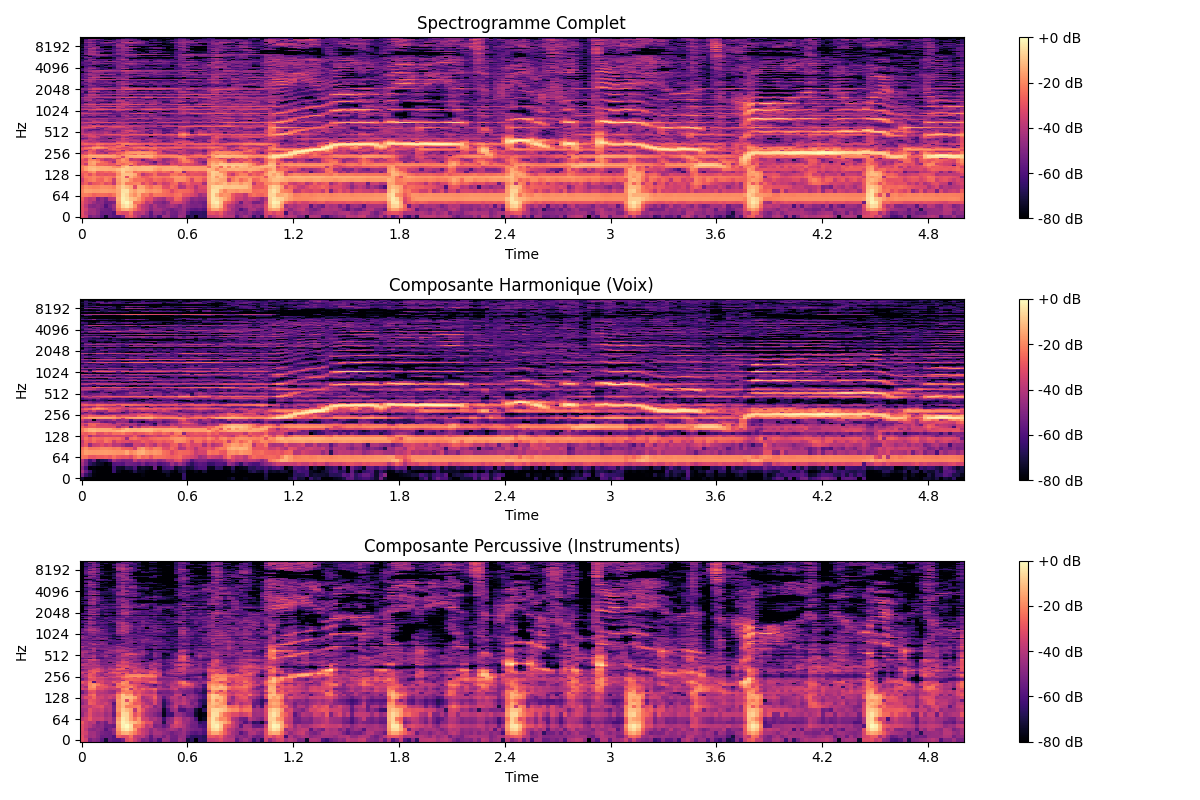 Spectrogramme Complet
Hz
8192
4096
2048
1024
512
256
128
64
0
0 0.6 1.2 1.8 2.4 3 3.6 4.2 4.8
Time
+0 dB
-20 dB
-40 dB
-60 dB
-80 dB
Composante Harmonique (Voix)
Hz
8192
4096
2048
1024
512
256
128
64
0
0 0.6 1.2 1.8 2.4 3 3.6 4.2 4.8
Time
+0 dB
-20 dB
-40 dB
-60 dB
-80 dB
Composante Percussive (Instruments)
Hz
8192
4096
2048
1024
512
256
128
64
0
0 0.6 1.2 1.8 2.4 3 3.6 4.2 4.8
Time
+0 dB
-20 dB
-40 dB
-60 dB
-80 dB